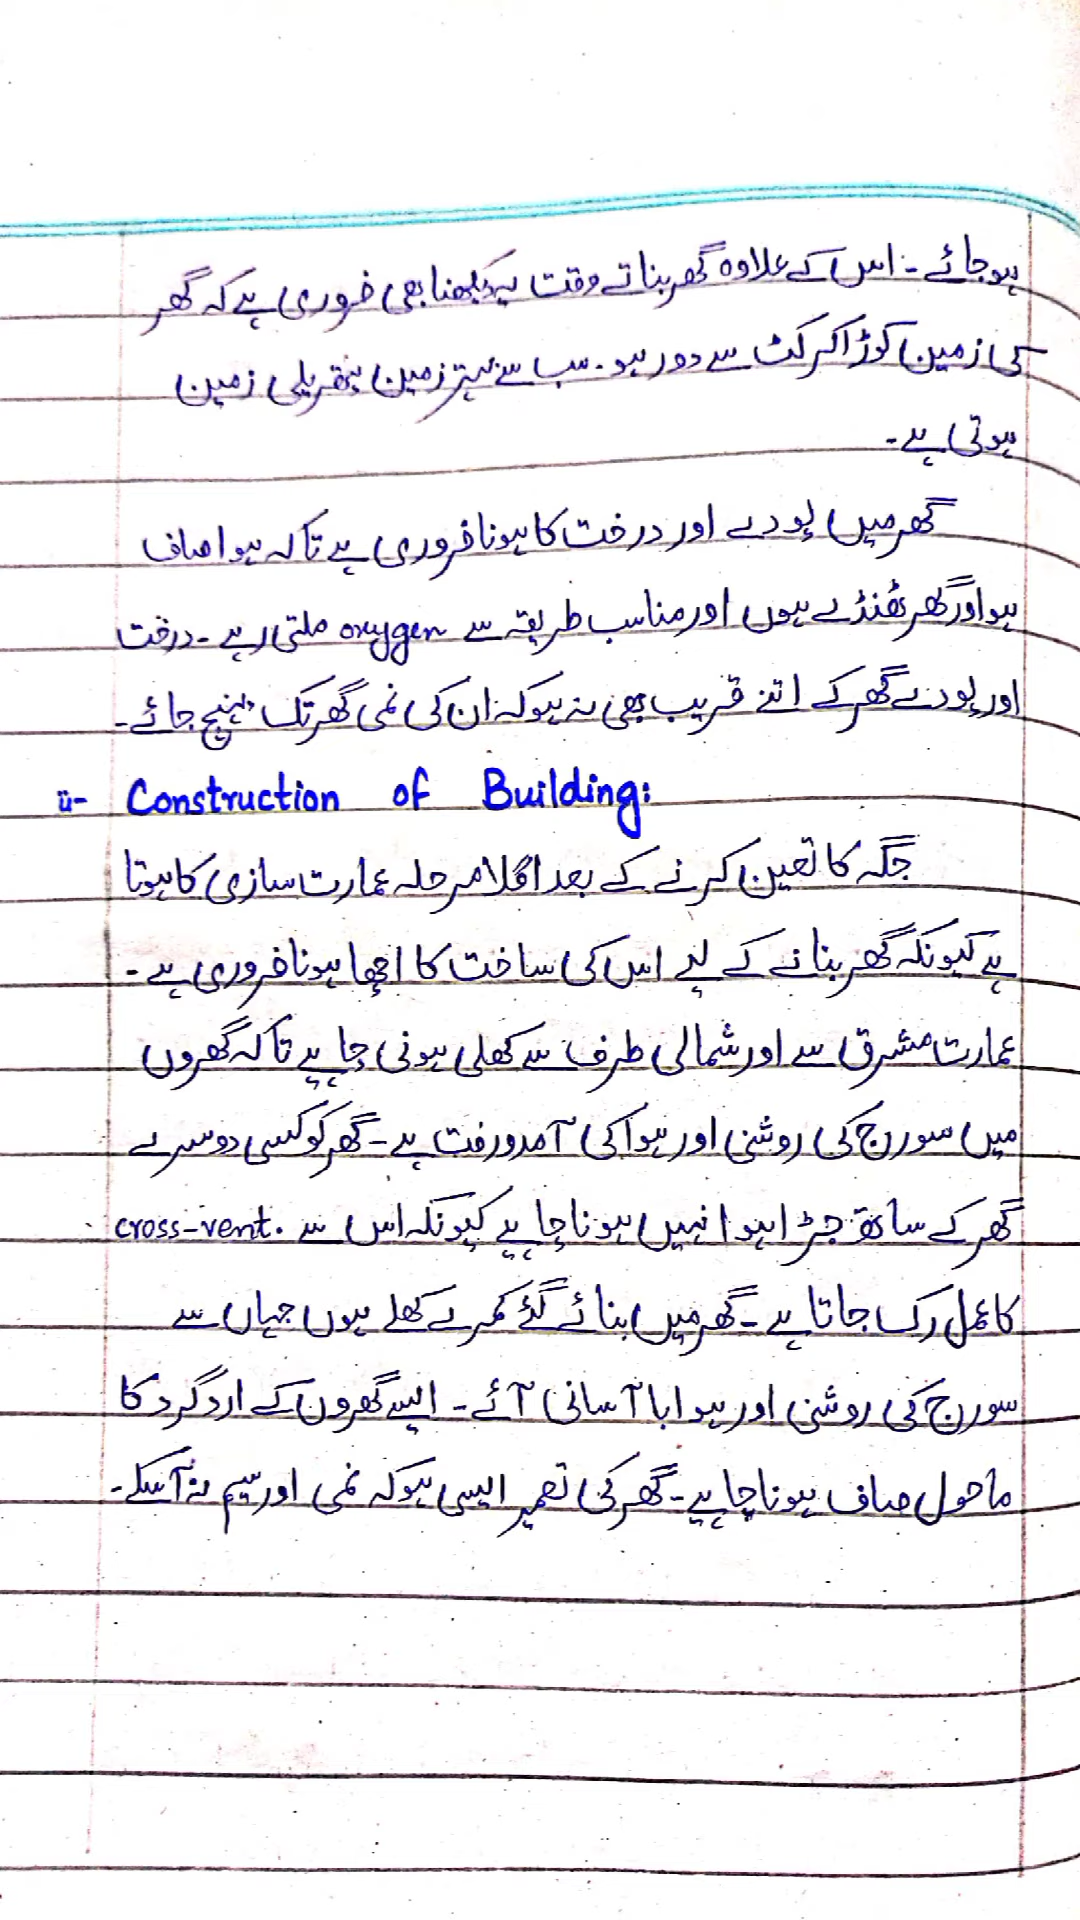 ہوجائے۔ اس کے علاوہ گھر بناتے وقت یہ دیکھنا بھی ضروری ہے کہ گھر
کی زمین کوڑا کرکٹ سے دور ہو۔ سب سے بہتر زمین پتھریلی زمین
ہوتی ہے۔
گھر میں پودے اور درخت کا ہونا ضروری ہے تاکہ ہوا صاف
ہو اور گھر ٹھنڈے ہوں اور مناسب طریقہ سے oxygen ملتی رہے۔ درخت
اور پودے گھر کے اتنے قریب بھی نہ ہو کہ ان کی نمی گھر تک پہنچ جائے۔
ii- Construction of Building:
جگہ کا تعین کرنے کے بعد اگلا مرحلہ عمارت سازی کا ہوتا
ہے کیونکہ گھر بنانے کے لیے اس کی ساخت کا اچھا ہونا ضروری ہے۔
عمارت مشرق سے اور شمالی طرف سے کھلی ہونی چاہیے تاکہ گھروں
میں سورج کی روشنی اور ہوا کی آمدورفت ہے۔ گھر کو کسی دوسرے
گھر کے ساتھ جڑا ہوا نہیں ہونا چاہیے کیونکہ اس سے cross-vent.
کا عمل رک جاتا ہے۔ گھر میں بنائے گئے کمرے کھلے ہوں جہاں سے
سورج کی روشنی اور ہوا باآسانی آئے۔ ایسے گھروں کے اردگرد کا
ماحول صاف ہونا چاہیے۔ گھر کی تعمیر ایسی ہو کہ نمی اور سیم نہ آسکے۔